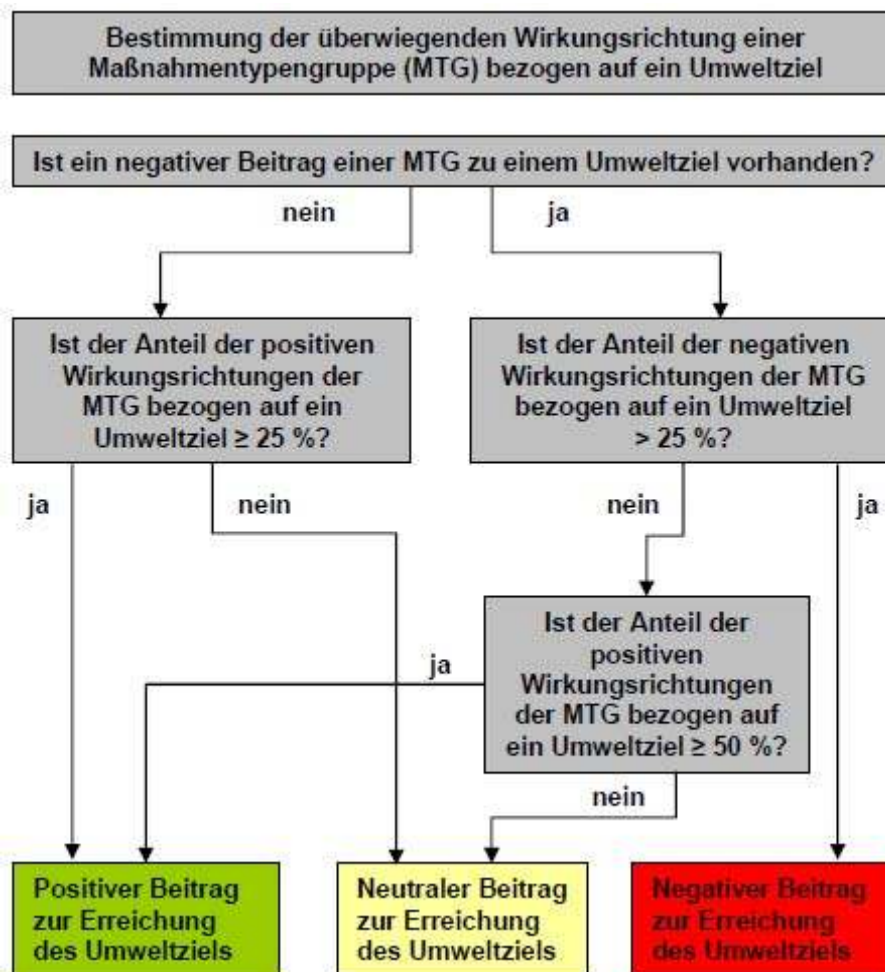 Bestimmung der überwiegenden Wirkungsrichtung einer
Maßnahmentypengruppe (MTG) bezogen auf ein Umweltziel
Ist ein negativer Beitrag einer MTG zu einem Umweltziel vorhanden?
nein
ja
Ist der Anteil der positiven
Wirkungsrichtungen der
MTG bezogen auf ein
Umweltziel ≥ 25 %?
Ist der Anteil der negativen
Wirkungsrichtungen der MTG
bezogen auf ein Umweltziel
> 25 %?
ja
nein
nein
ja
Ist der Anteil der
positiven
Wirkungsrichtungen
der MTG bezogen auf
ein Umweltziel ≥ 50 %?
ja
nein
Positiver Beitrag
zur Erreichung
des Umweltziels
Neutraler Beitrag
zur Erreichung
des Umweltziels
Negativer Beitrag
zur Erreichung
des Umweltziels